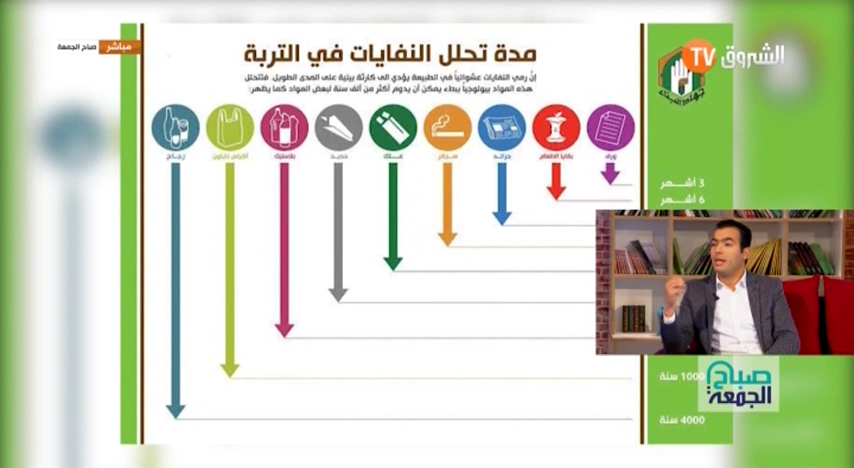 مباشر
صباح الجمعة
الشروق TV
مدة تحلل النفايات في التربة
إنّ رمي النفايات عشوائياً في الطبيعة يؤدي الى كارثة بيئية على المدى الطويل. فتتحلل
هذه المواد بيولوجياً ببطء يمكن أن يدوم أكثر من ألف سنة لبعض المواد كما يظهر:
ورق
بقايا الطعام
جرائد
سجائر
علك
حديد
بلاستيك
أكياس نايلون
زجاج
3 أشهر
6 أشهر
1000 سنة
4000 سنة
صباح
الجمعة